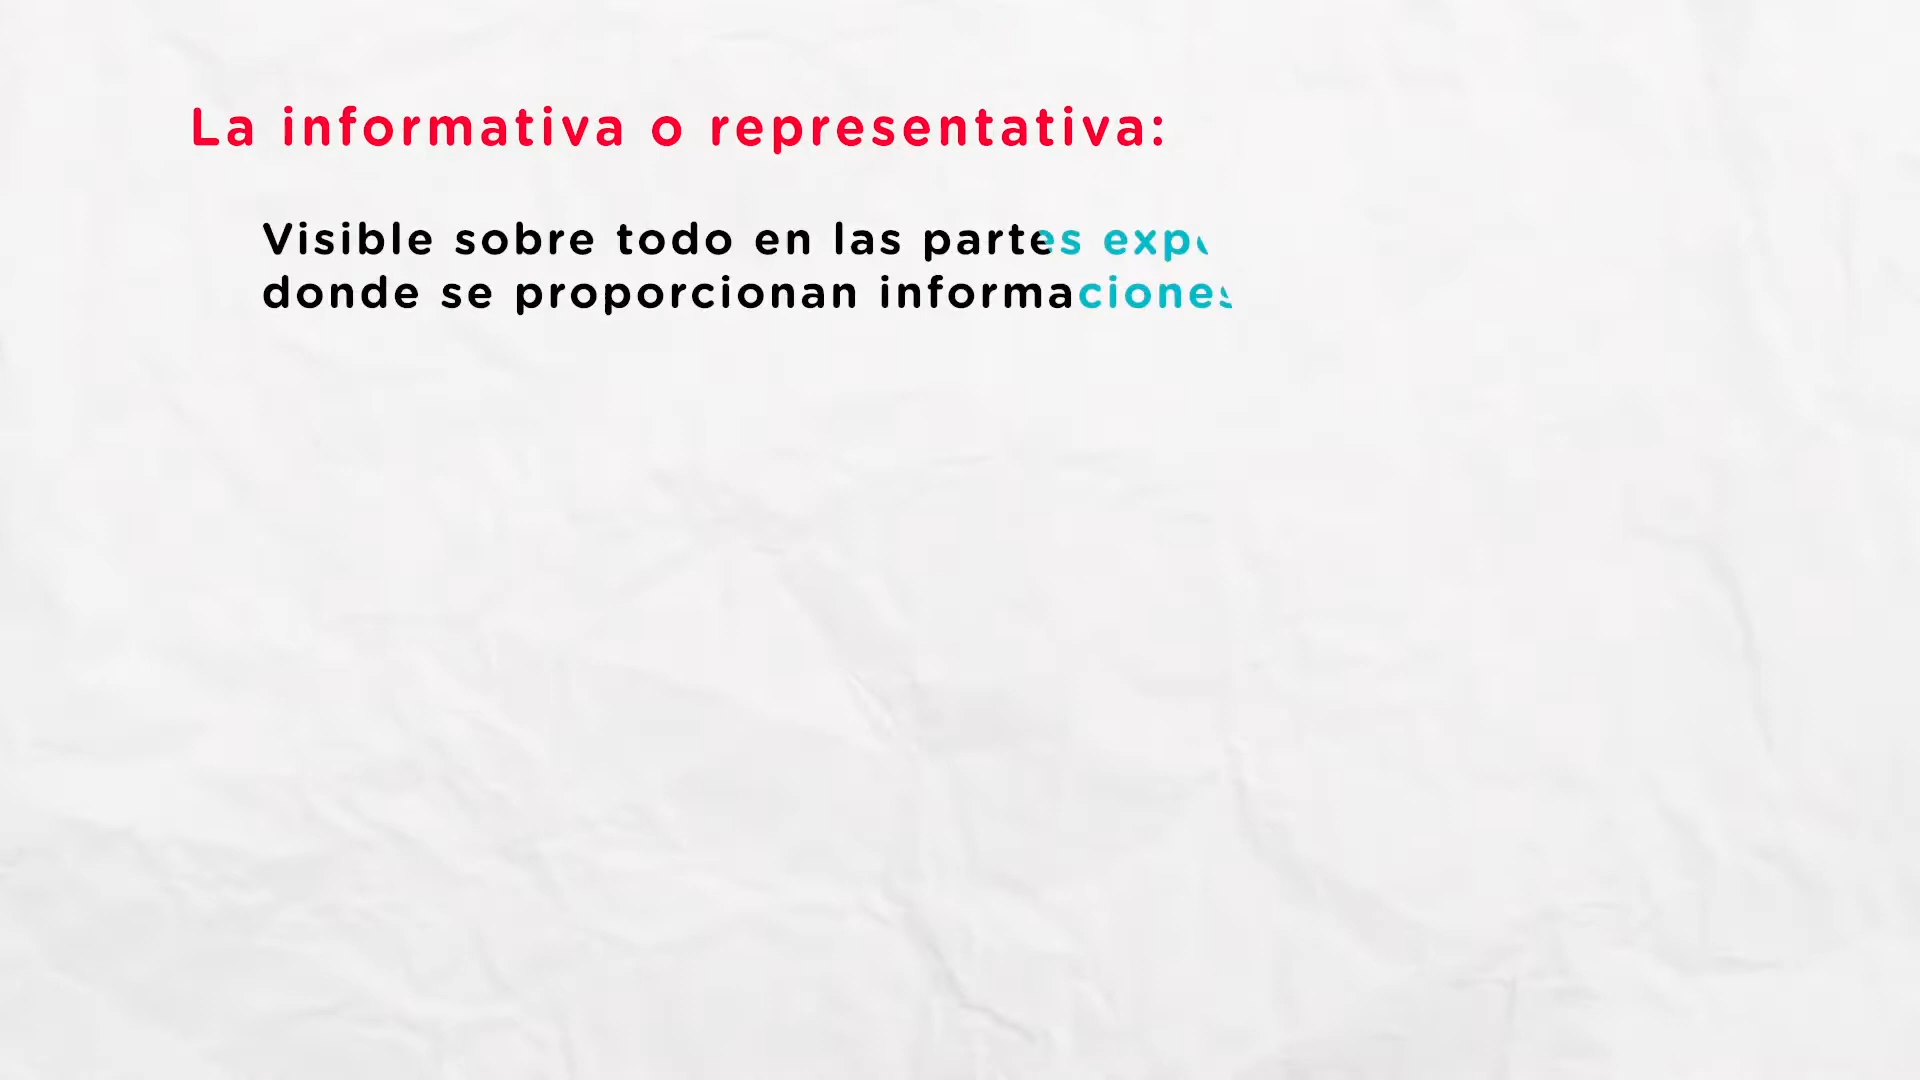 La informativa o representativa:
Visible sobre todo en las partes
donde se proporcionan informaciones